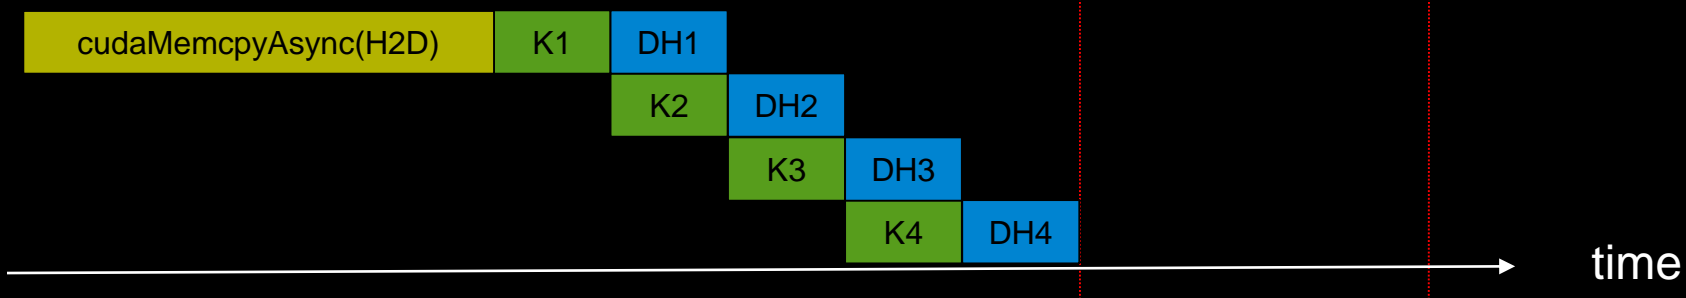 cudaMemcpyAsync(H2D) K1 DH1
K2 DH2
K3 DH3
K4 DH4
time